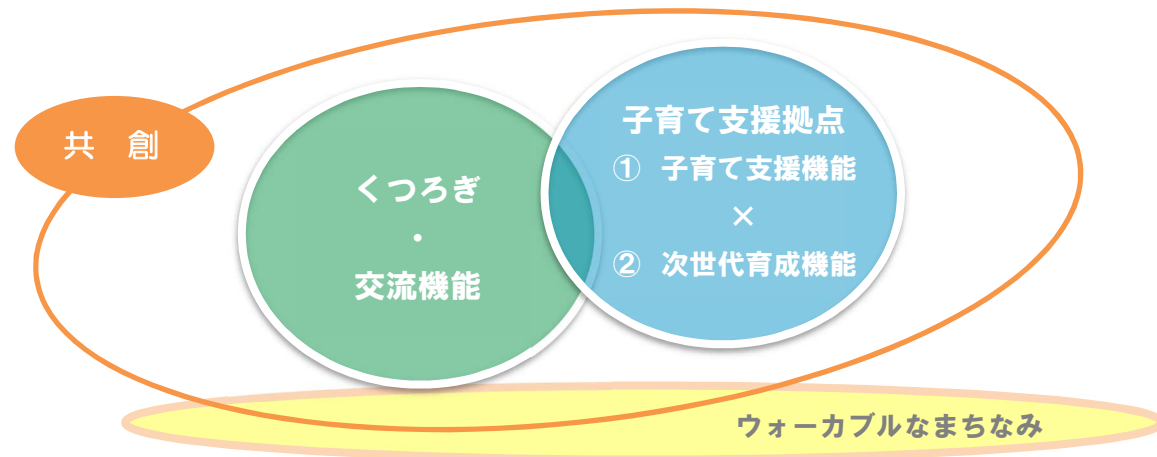 共　創
くつろぎ
・
交流機能
子育て支援拠点
①　子育て支援機能
×
②　次世代育成機能
ウォーカブルなまちなみ